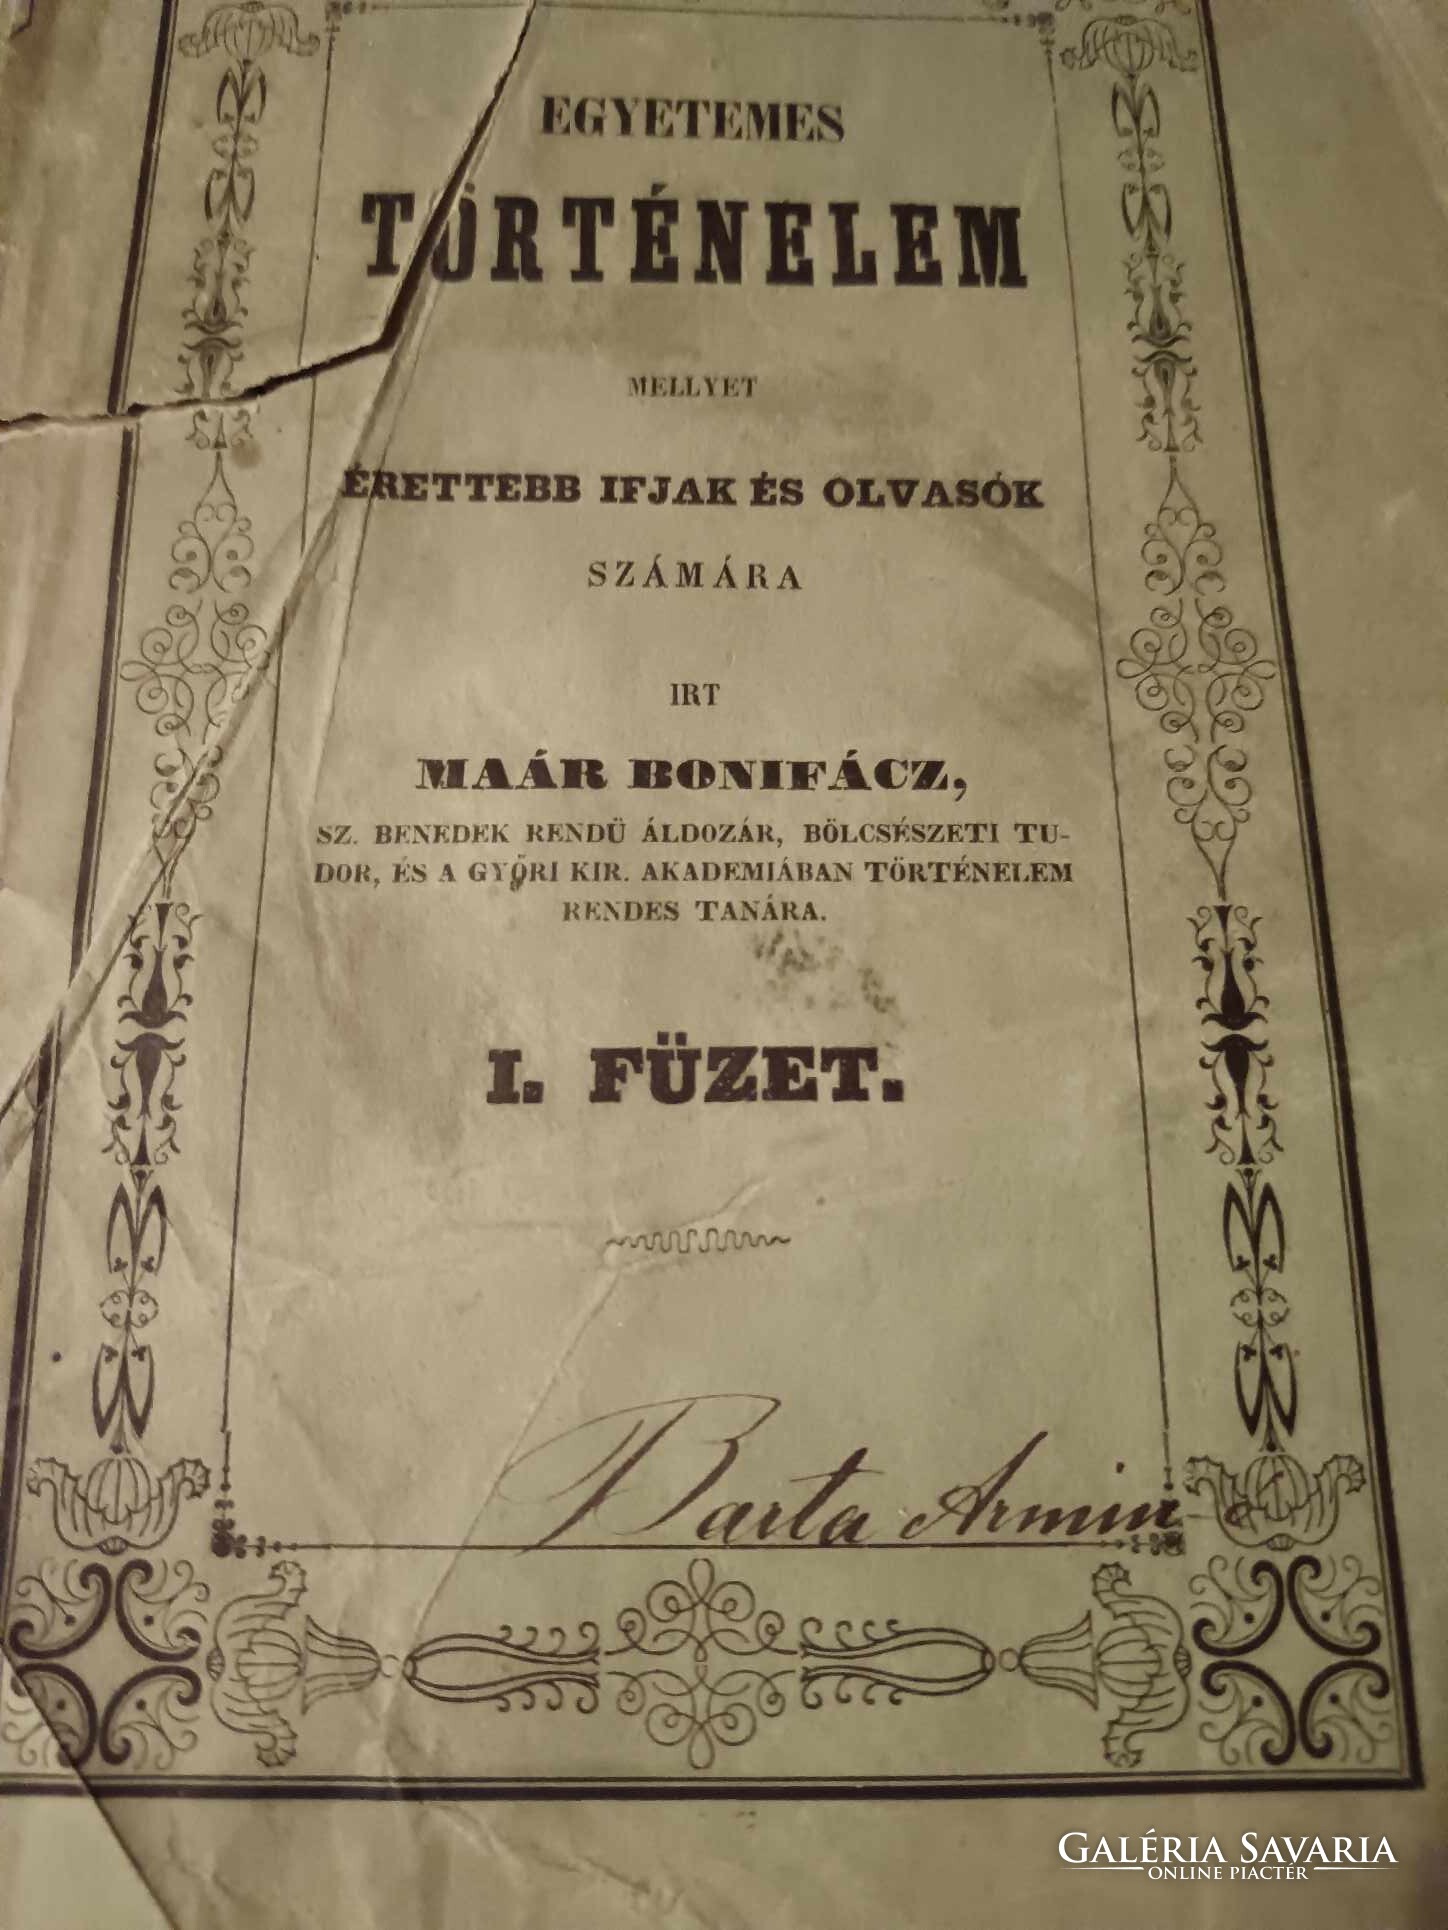 EGYETEMES
TÖRTÉNELEM
MELLYET
ÉRETTEBB IFJAK ÉS OLVASÓK
SZÁMÁRA
IRT
MAÁR BONIFÁCZ,
SZ. BENEDEK RENDÜ ÁLDOZÁR, BÖLCSÉSZETI TU-
DOR, ÉS A GYŐRI KIR. AKADEMIÁBAN TÖRTÉNELEM
RENDES TANÁRA.
I. FÜZET.
Barta Armin
GALÉRIA SAVARIA
ONLINE PIACTÉR